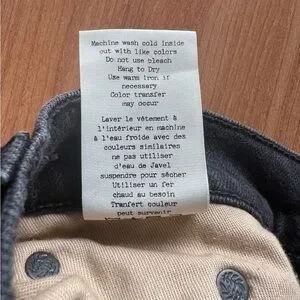 Machine wash cold inside
out with like colors
Do not use bleach
Hang to Dry
Use warm iron if
necessary
Color transfer
may occur
Laver le vêtement à
l'intérieur en machine
à l'eau froide avec des
couleurs similaires
ne pas utiliser
d'eau de Javel
suspendre pour sécher
Utiliser un fer
chaud au besoin
Tranfert couleur
peut survenir